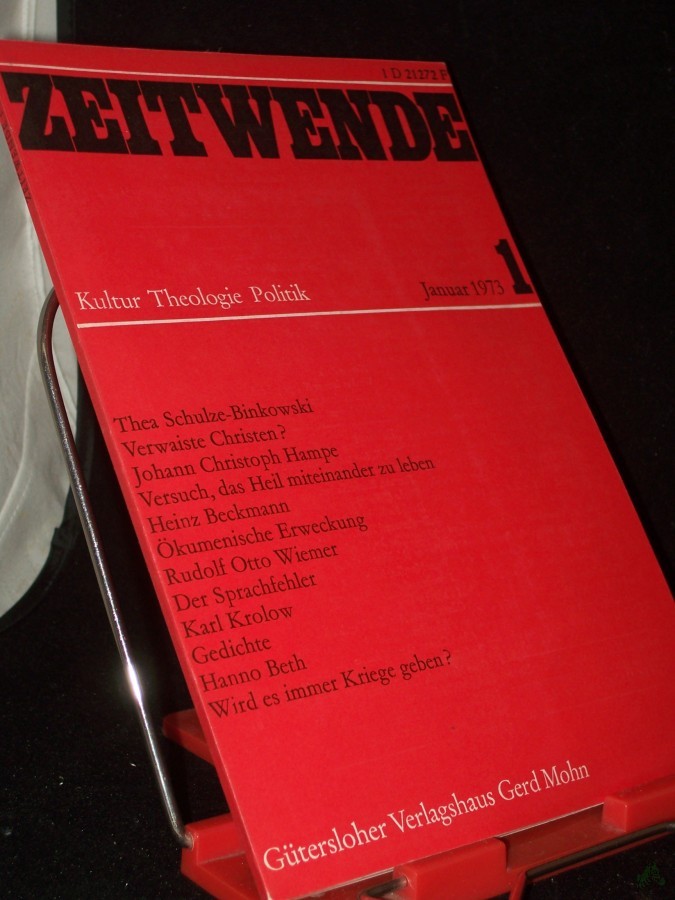 1 D 21272 F
ZEITWENDE
Kultur Theologie Politik
Januar 1973 1
Thea Schulze-Binkowski
Verwaiste Christen?
Johann Christoph Hampe
Versuch, das Heil miteinander zu leben
Heinz Beckmann
Ökumenische Erweckung
Rudolf Otto Wiemer
Der Sprachfehler
Karl Krolow
Gedichte
Hanno Beth
Wird es immer Kriege geben?
Gütersloher Verlagshaus Gerd Mohn